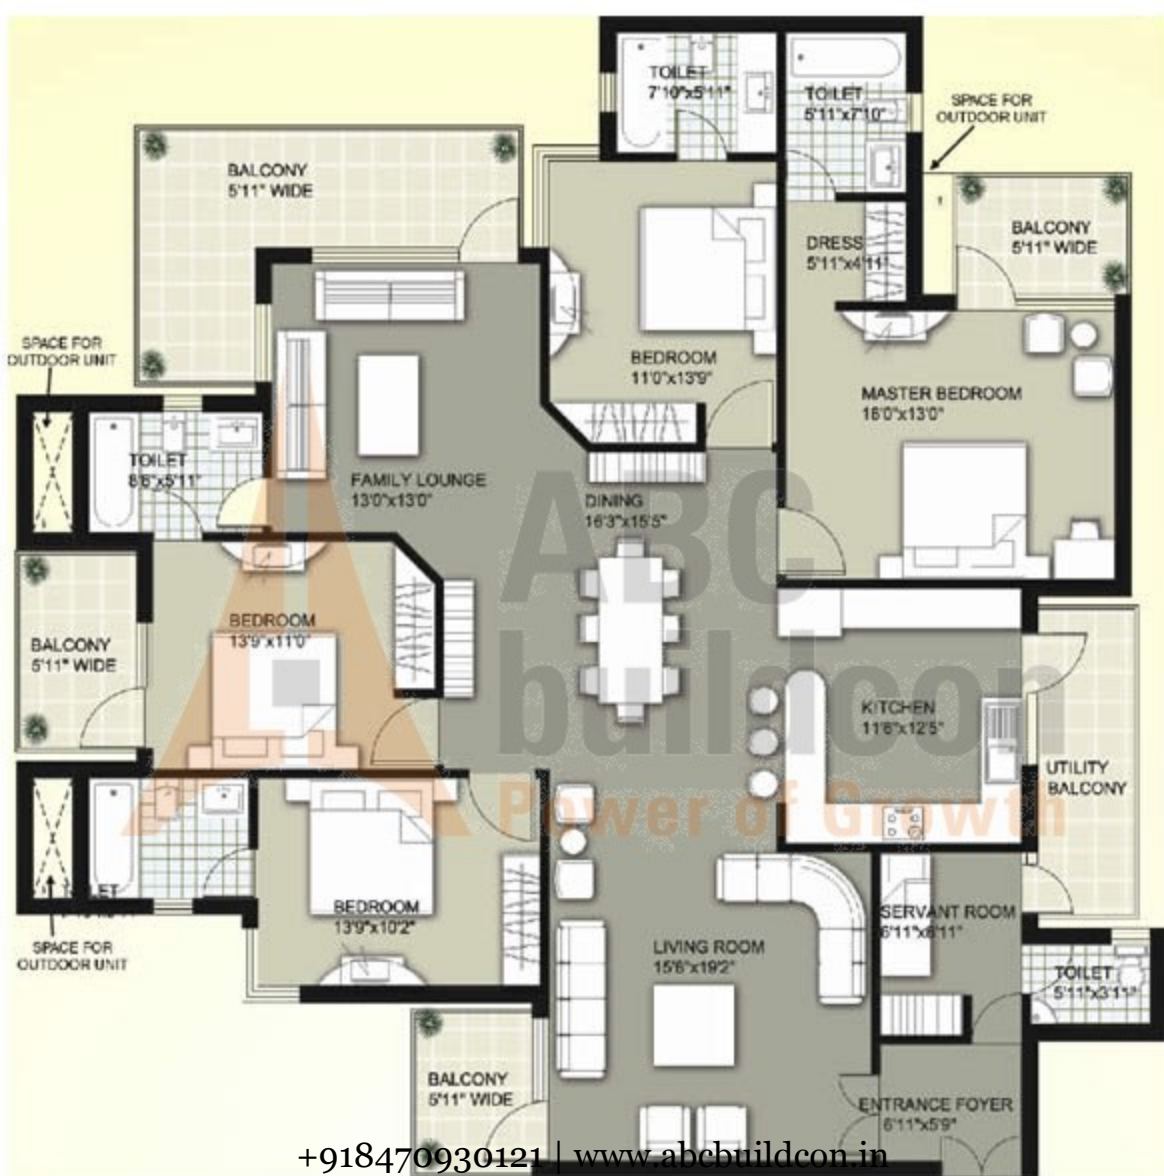 TOILET
7'10"x5'11"
TOILET
5'11"x7'10"
SPACE FOR
OUTDOOR UNIT
BALCONY
5'11" WIDE
BALCONY
5'11" WIDE
DRESS
5'11"x4'11"
SPACE FOR
OUTDOOR UNIT
BEDROOM
11'0"x13'9"
MASTER BEDROOM
16'0"x13'0"
TOILET
8'6"x5'11"
FAMILY LOUNGE
13'0"x13'0"
DINING
16'3"x15'5"
ABC
buildcon
Power of Growth
BEDROOM
13'9"x11'0"
BALCONY
5'11" WIDE
KITCHEN
11'6"x12'5"
UTILITY
BALCONY
BEDROOM
13'9"x10'2"
SERVANT ROOM
6'11"x6'11"
SPACE FOR
OUTDOOR UNIT
LIVING ROOM
15'6"x19'2"
TOILET
5'11"x3'11"
BALCONY
5'11" WIDE
ENTRANCE FOYER
6'11"x5'9"
+918470930121 | www.abcbuildcon.in